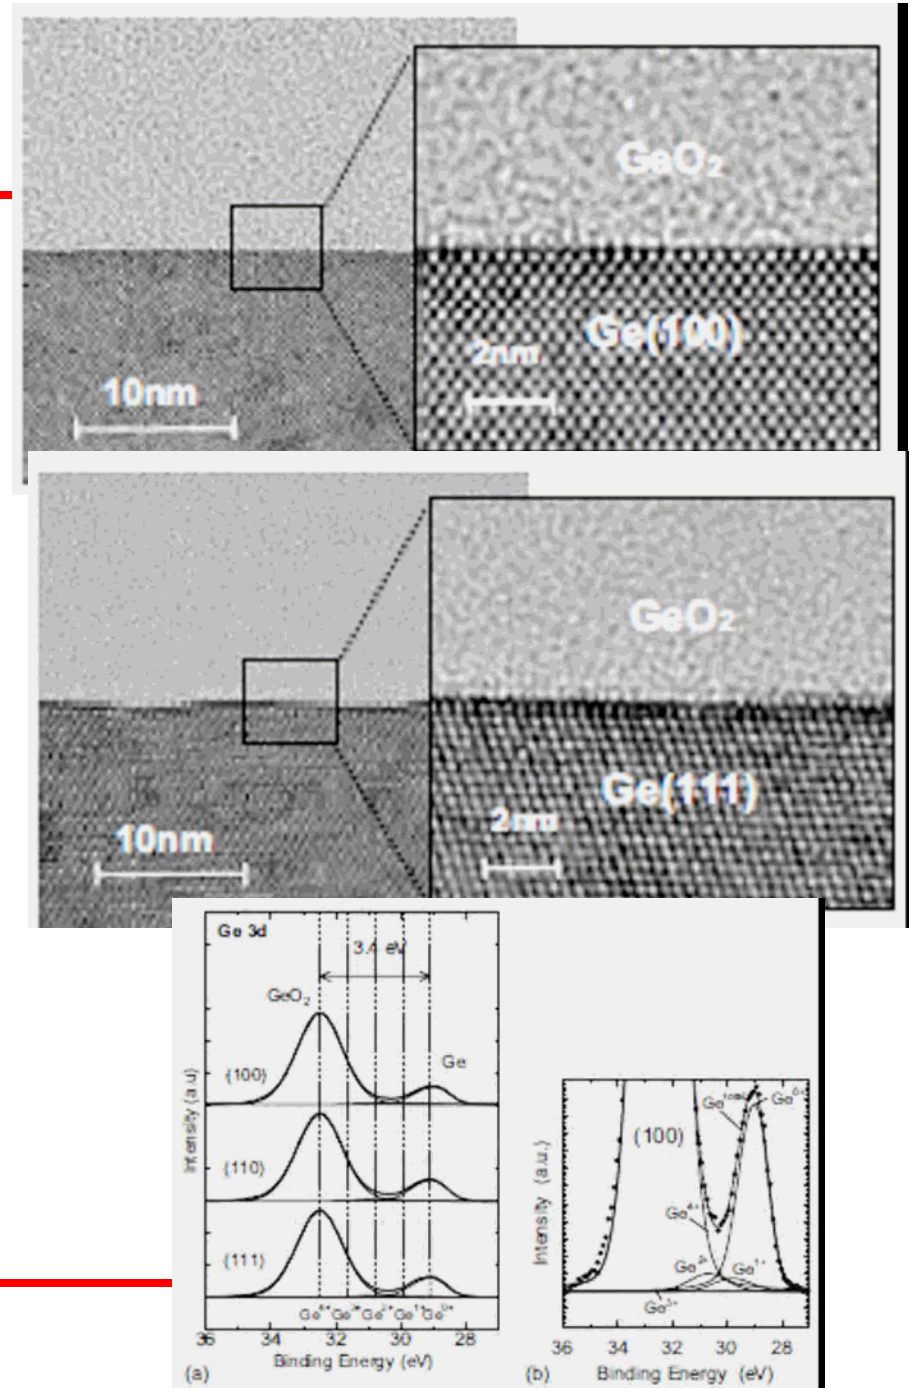 GeO₂
Ge(100)
2nm
10nm
GeO₂
Ge(111)
2nm
10nm
Ge 3d
3.4 eV
GeO₂
Ge
(100)
(110)
(111)
Intensity (a.u)
Ge⁴⁺ Ge³⁺ Ge²⁺ Ge¹⁺ Ge⁰⁺
36 34 32 30 28
Binding Energy (eV)
(a)
(100)
Ge⁰⁺
Ge⁴⁺
Ge²⁺
Ge¹⁺
Ge³⁺
Intensity (a.u.)
36 34 32 30 28
Binding Energy (eV)
(b)